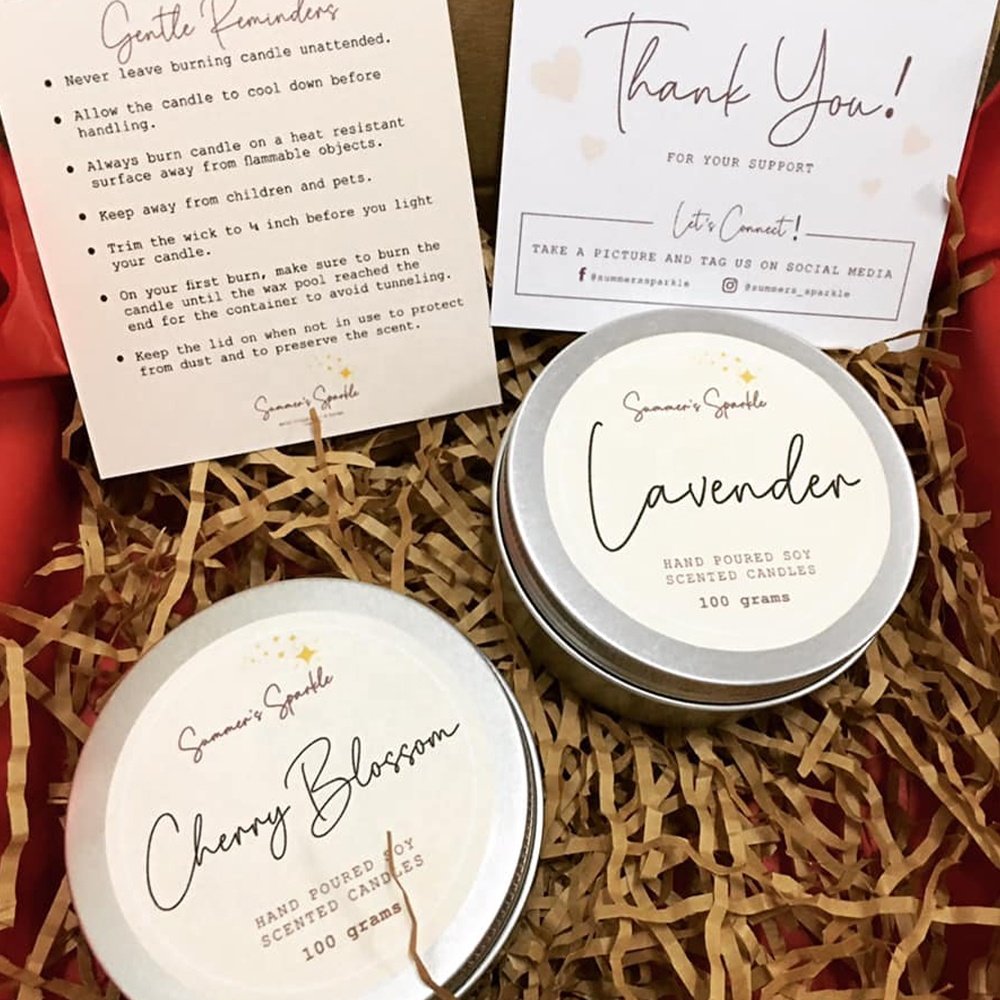 Gentle Reminders
• Never leave burning candle unattended.
• Allow the candle to cool down before
handling.
• Always burn candle on a heat resistant
surface away from flammable objects.
• Keep away from children and pets.
• Trim the wick to ¼ inch before you light
your candle.
• On your first burn, make sure to burn the
candle until the wax pool reached the
end for the container to avoid tunneling.
• Keep the lid on when not in use to protect
from dust and to preserve the scent.
Summer's Sparkle
Thank You!
FOR YOUR SUPPORT
Let's Connect!
TAKE A PICTURE AND TAG US ON SOCIAL MEDIA
@summerssparkle
@summers_sparkle
Summer's Sparkle
Lavender
HAND POURED SOY
SCENTED CANDLES
100 grams
Summer's Sparkle
Cherry Blossom
HAND POURED SOY
SCENTED CANDLES
100 grams